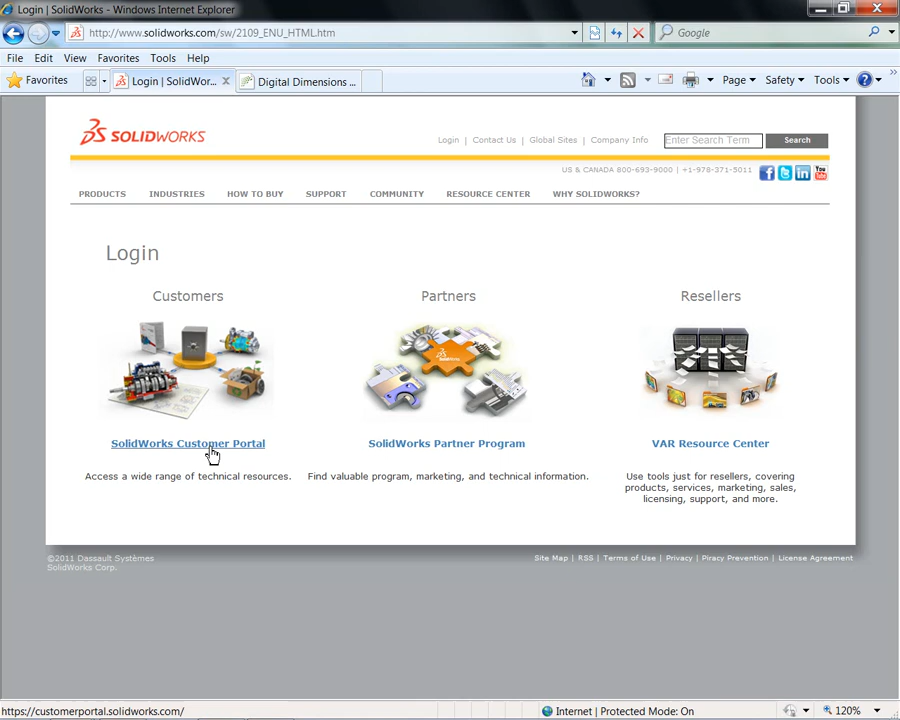 Login | SolidWorks - Windows Internet Explorer
http://www.solidworks.com/sw/2109_ENU_HTML.htm
Google
File Edit View Favorites Tools Help
Favorites
Login | SolidWor...
Digital Dimensions ...
Page Safety Tools
SOLIDWORKS
Login | Contact Us | Global Sites | Company Info
Enter Search Term
Search
US & CANADA 800-693-9000 | +1-978-371-5011
You
Tube
PRODUCTS INDUSTRIES HOW TO BUY SUPPORT COMMUNITY RESOURCE CENTER WHY SOLIDWORKS?
Login
Customers
SolidWorks Customer Portal
Access a wide range of technical resources.
Partners
SolidWorks
SolidWorks Partner Program
Find valuable program, marketing, and technical information.
Resellers
VAR Resource Center
Use tools just for resellers, covering
products, services, marketing, sales,
licensing, support, and more.
©2011 Dassault Systèmes
SolidWorks Corp.
Site Map | RSS | Terms of Use | Privacy | Piracy Prevention | License Agreement
https://customerportal.solidworks.com/
Internet | Protected Mode: On
120%